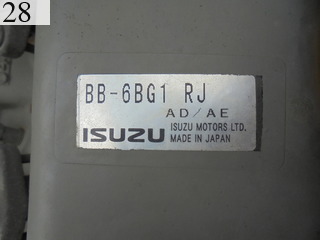 28
BB-6BG1 RJ
AD/AE
ISUZU ISUZU MOTORS LTD.
MADE IN JAPAN